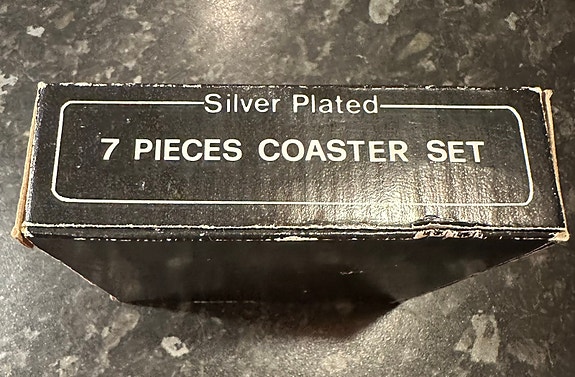 Silver Plated
7 PIECES COASTER SET